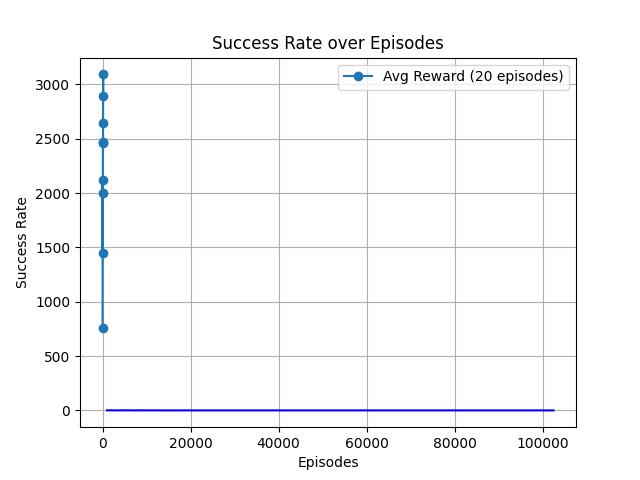 Success Rate over Episodes
Avg Reward (20 episodes)
3000
2500
2000
1500
1000
500
0
Success Rate
0 20000 40000 60000 80000 100000
Episodes